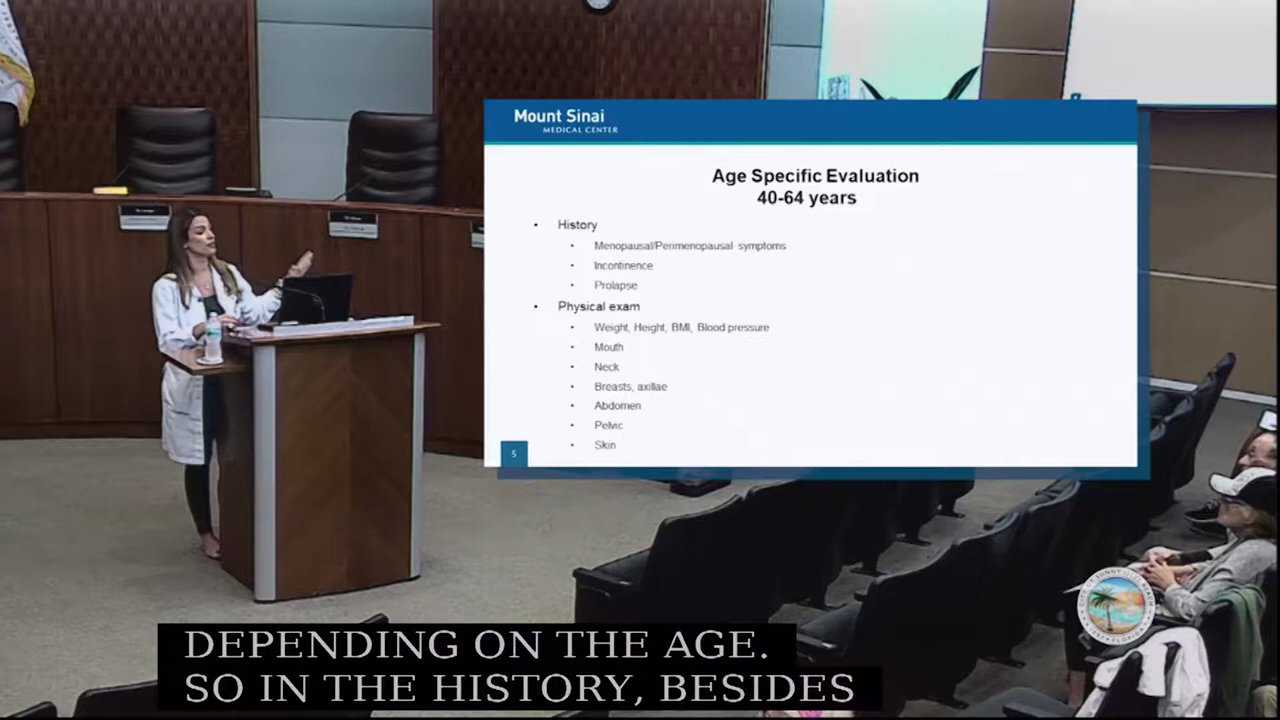 Mount Sinai
MEDICAL CENTER
Age Specific Evaluation
40-64 years
• History
• Menopausal/Perimenopausal symptoms
• Incontinence
• Prolapse
• Physical exam
• Weight, Height, BMI, Blood pressure
• Mouth
• Neck
• Breasts, axillae
• Abdomen
• Pelvic
• Skin
5
DEPENDING ON THE AGE.
SO IN THE HISTORY, BESIDES